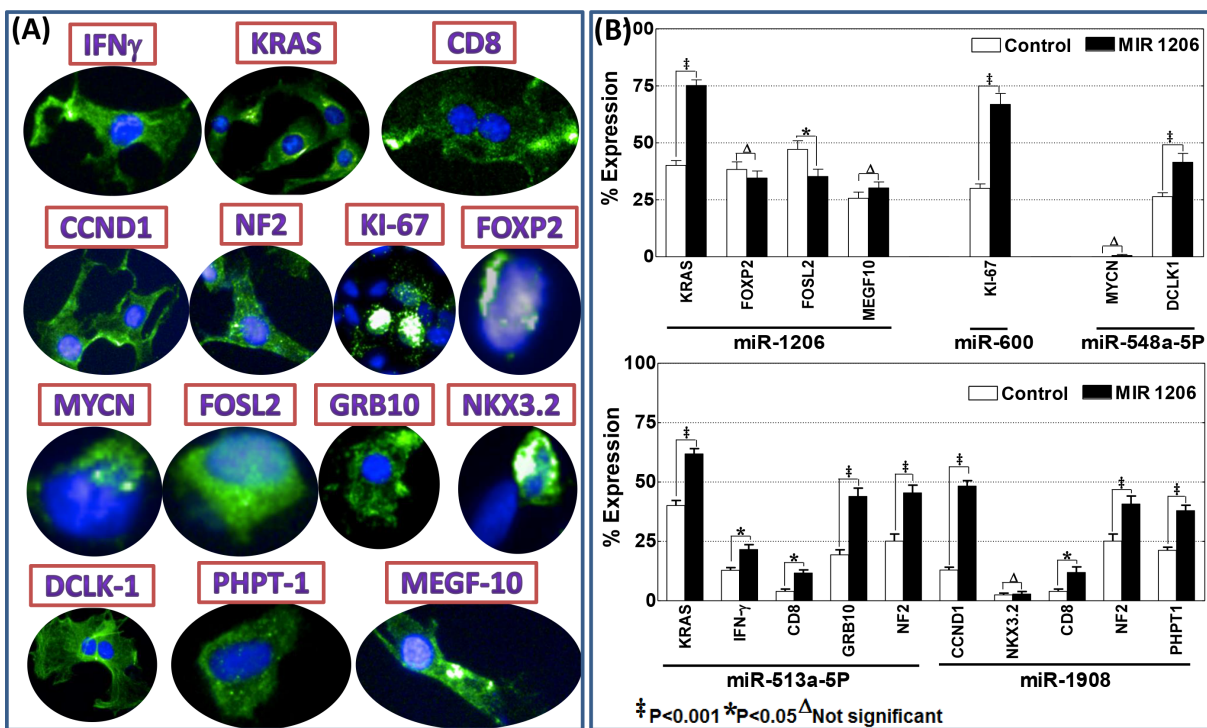 (A)
IFNγ KRAS CD8
CCND1 NF2 KI-67 FOXP2
MYCN FOSL2 GRB10 NKX3.2
DCLK-1 PHPT-1 MEGF-10
(B)
100
75
50
25
0
% Expression
Control MIR 1206
‡ Δ * Δ ‡ Δ ‡
KRAS FOXP2 FOSL2 MEGF10 KI-67 MYCN DCLK1
miR-1206 miR-600 miR-548a-5P
100
75
50
25
0
% Expression
Control MIR 1206
‡ * * ‡ ‡ ‡ Δ * ‡ ‡
KRAS IFN-γ CD8 GRB10 NF2 CCND1 NKX3.2 CD8 NF2 PHPT1
miR-513a-5P miR-1908
‡P<0.001 *P<0.05 ΔNot significant